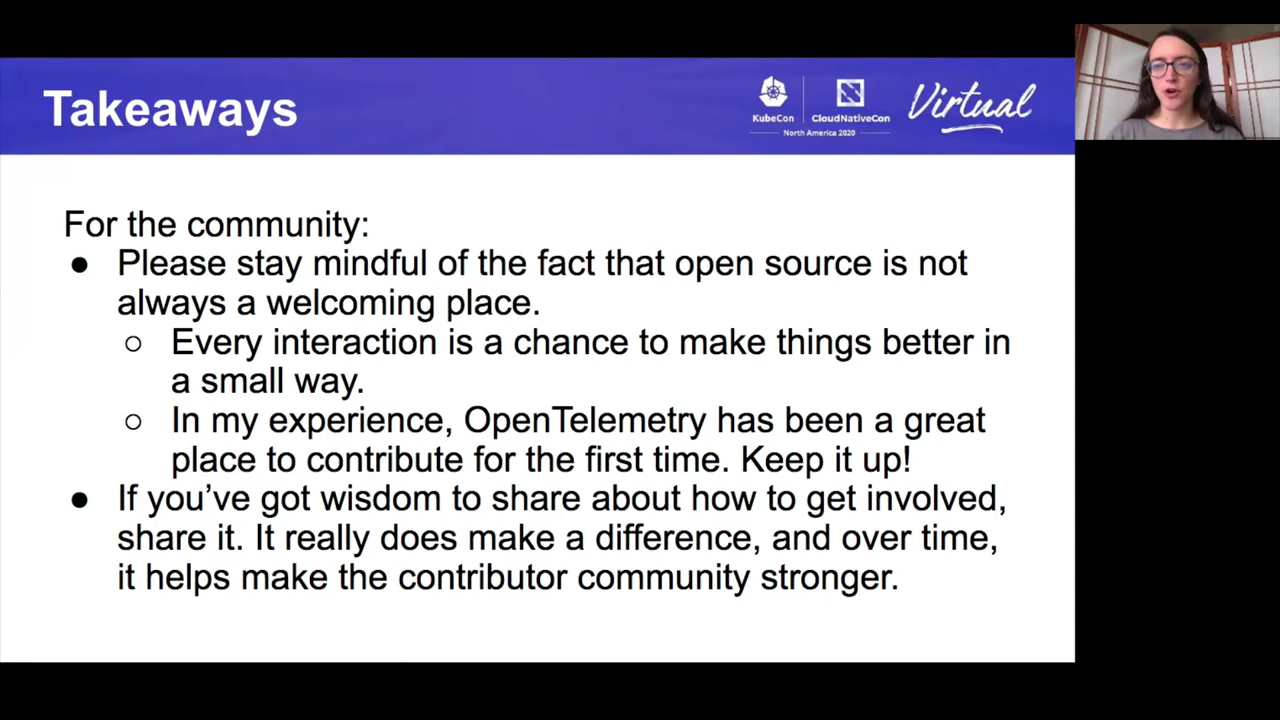 Takeaways
KubeCon
CloudNativeCon
North America 2020
Virtual
For the community:
● Please stay mindful of the fact that open source is not
always a welcoming place.
○ Every interaction is a chance to make things better in
a small way.
○ In my experience, OpenTelemetry has been a great
place to contribute for the first time. Keep it up!
● If you’ve got wisdom to share about how to get involved,
share it. It really does make a difference, and over time,
it helps make the contributor community stronger.